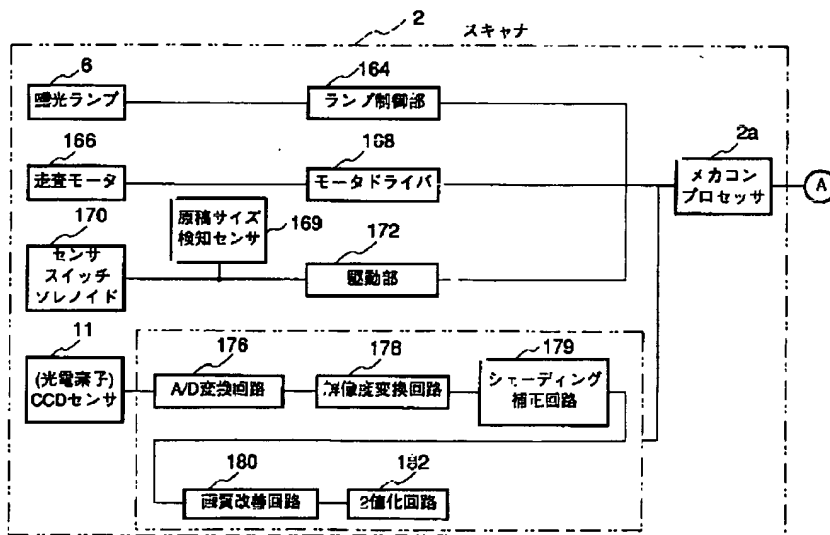 2
スキャナ
6
露光ランプ
164
ランプ制御部
166
走査モータ
168
モータドライバ
2a
メカコン
プロセッサ
A
170
センサ
スイッチ
ソレノイド
原稿サイズ
検知センサ
169
172
駆動部
11
(光電素子)
CCDセンサ
176
A/D変換回路
178
解像度変換回路
179
シェーディング
補正回路
180
画質改善回路
182
2値化回路